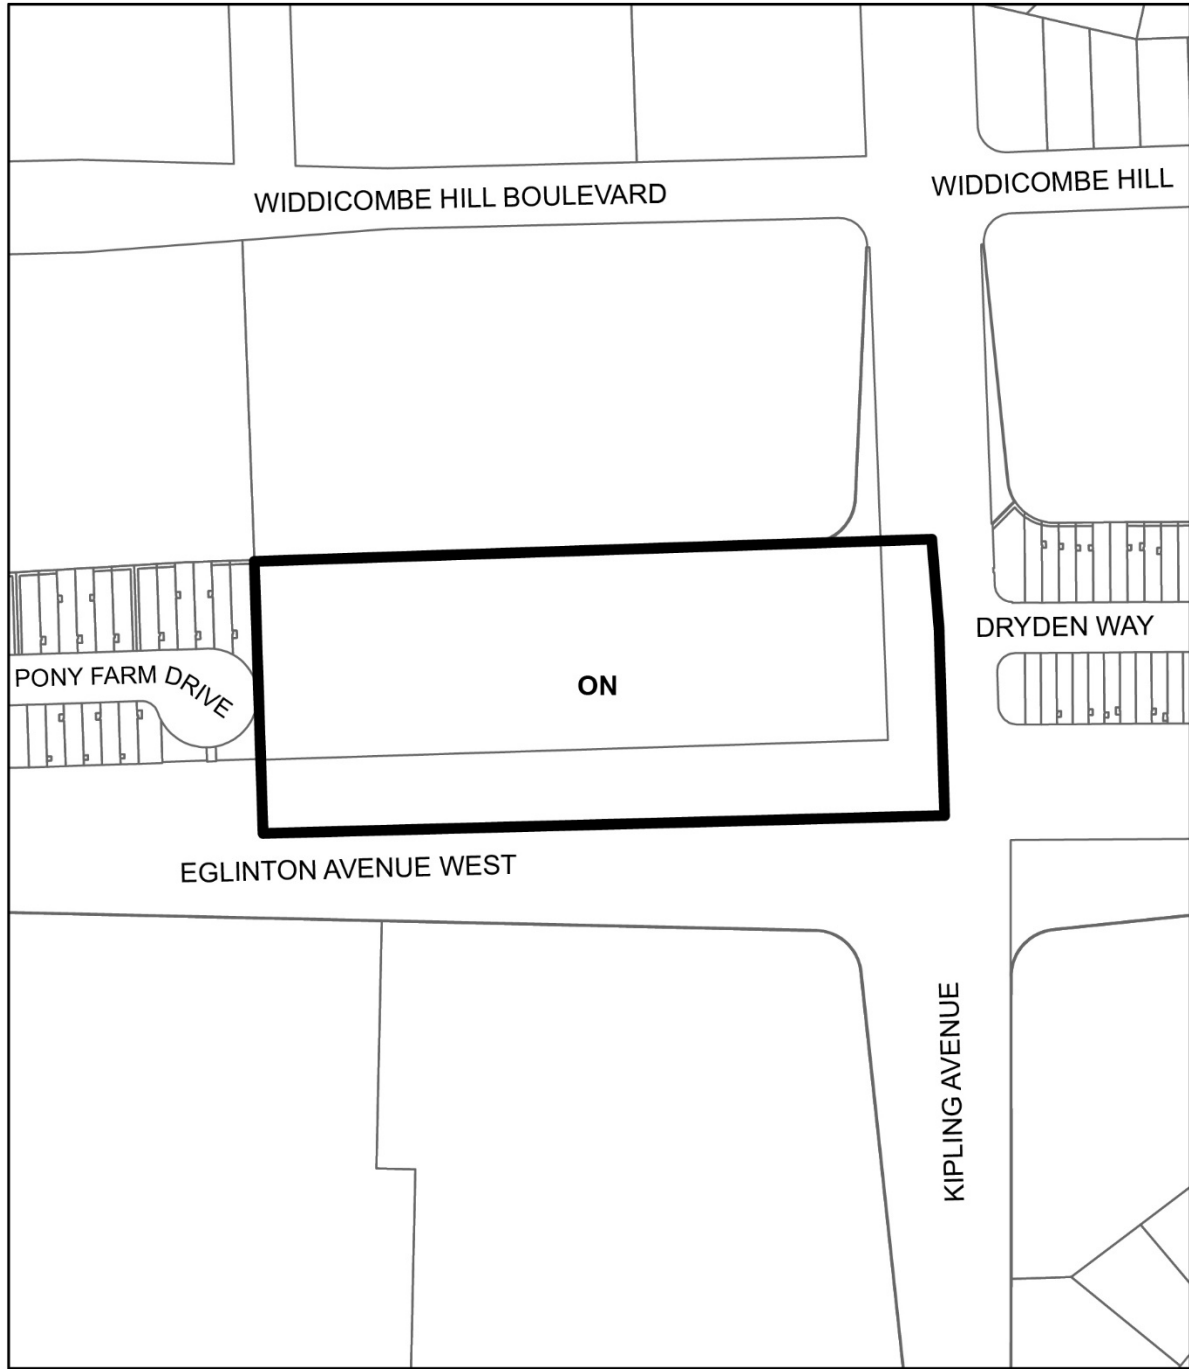 WIDDICOMBE HILL BOULEVARD
WIDDICOMBE HILL
DRYDEN WAY
PONY FARM DRIVE
ON
EGLINTON AVENUE WEST
KIPLING AVENUE